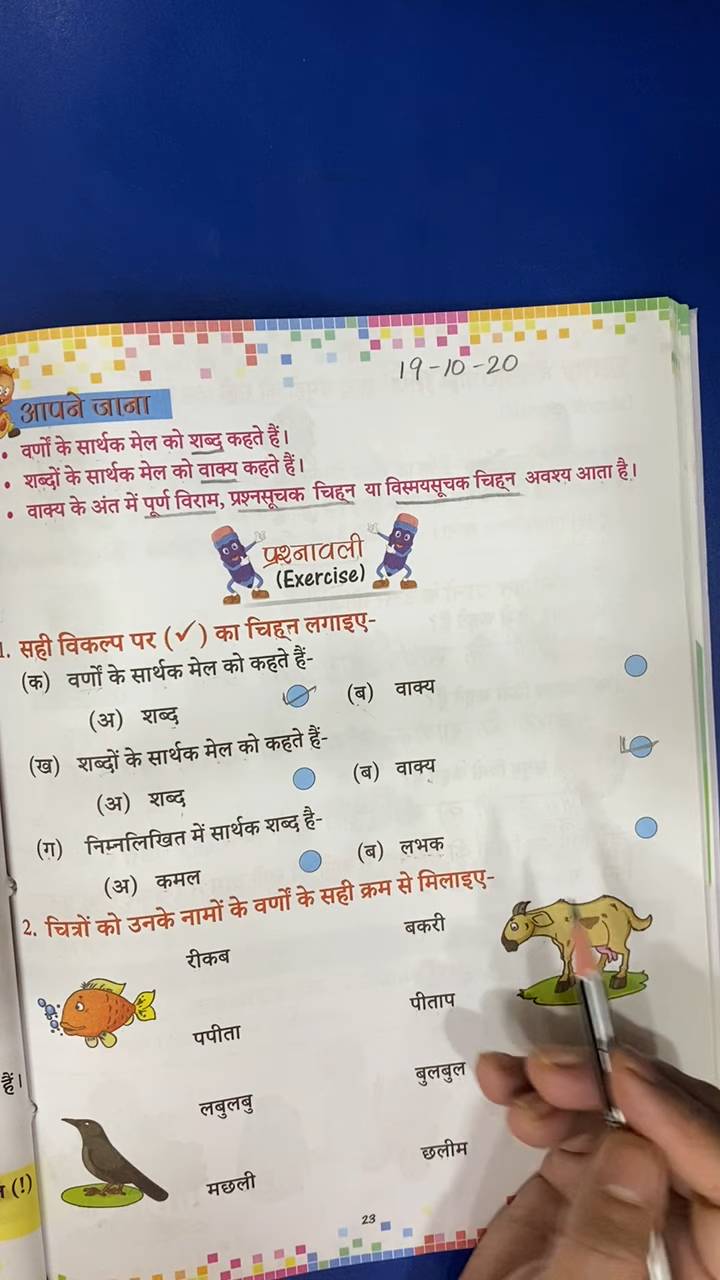 19-10-20
आपने जाना
• वर्णों के सार्थक मेल को शब्द कहते हैं।
• शब्दों के सार्थक मेल को वाक्य कहते हैं।
• वाक्य के अंत में पूर्ण विराम, प्रश्नसूचक चिह्न या विस्मयसूचक चिह्न अवश्य आता है।
प्रश्नावली
(Exercise)
1. सही विकल्प पर (✓) का चिह्न लगाइए-
(क) वर्णों के सार्थक मेल को कहते हैं-
(अ) शब्द (ब) वाक्य
(ख) शब्दों के सार्थक मेल को कहते हैं-
(अ) शब्द (ब) वाक्य
(ग) निम्नलिखित में सार्थक शब्द है-
(अ) कमल (ब) लभक
2. चित्रों को उनके नामों के वर्णों के सही क्रम से मिलाइए-
रीकब बकरी
पपीता पीताप
लबुलबु बुलबुल
मछली छलीम
हैं।
(!)
23